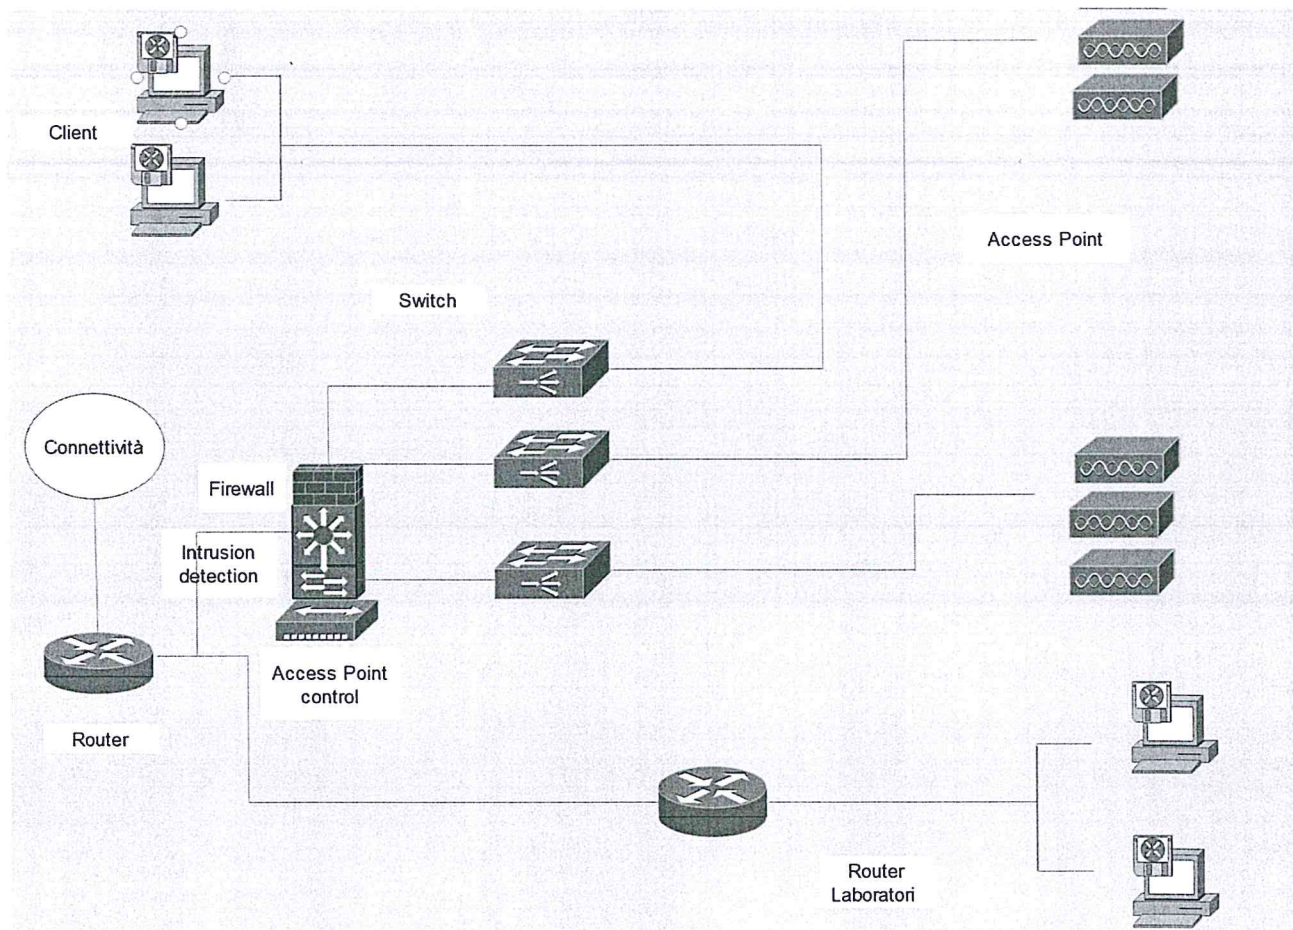 Client
Access Point
Switch
Connettività
Firewall
Intrusion
detection
Access Point
control
Router
Router
Laboratori